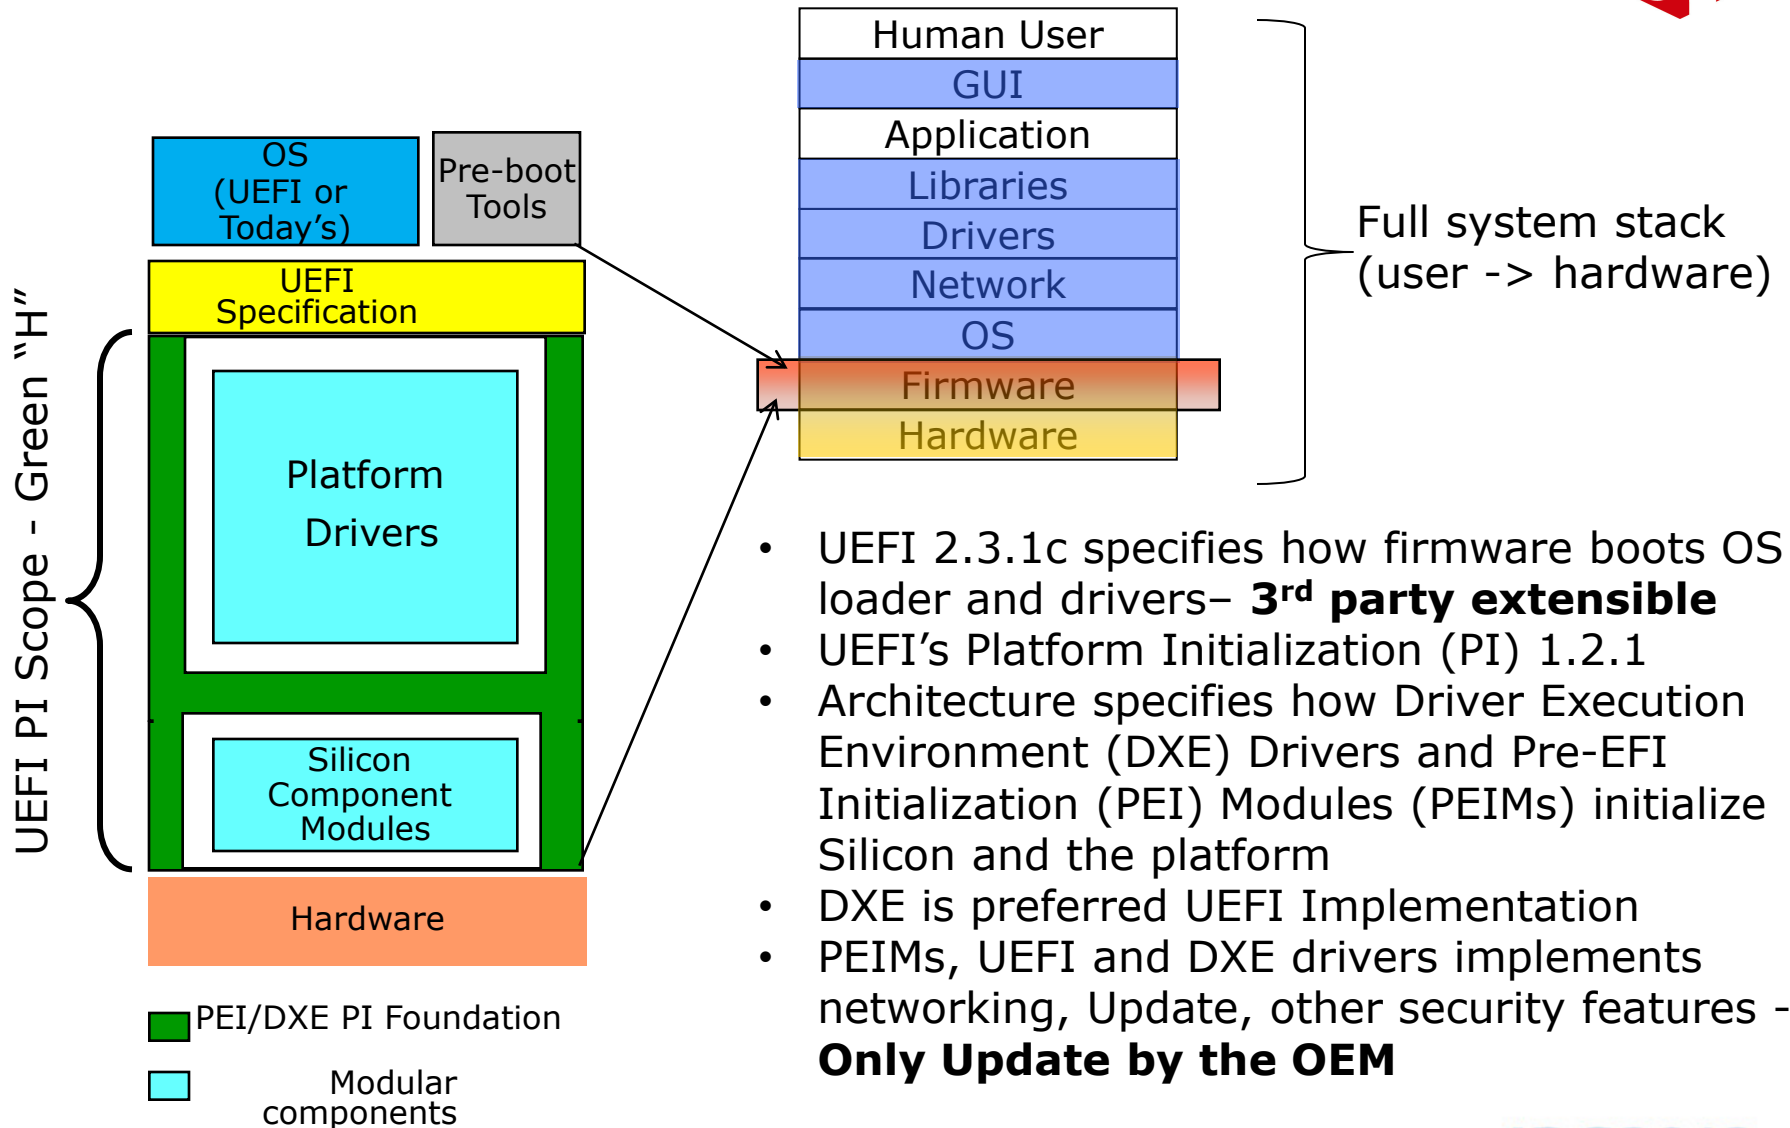 Human User
GUI
Application
Libraries
Drivers
Network
OS
Firmware
Hardware
Full system stack
(user -> hardware)
OS
(UEFI or
Today’s)
Pre-boot
Tools
UEFI
Specification
UEFI PI Scope - Green “H”
Platform
Drivers
Silicon
Component
Modules
Hardware
PEI/DXE PI Foundation
Modular
components
• UEFI 2.3.1c specifies how firmware boots OS
loader and drivers– 3rd party extensible
• UEFI’s Platform Initialization (PI) 1.2.1
• Architecture specifies how Driver Execution
Environment (DXE) Drivers and Pre-EFI
Initialization (PEI) Modules (PEIMs) initialize
Silicon and the platform
• DXE is preferred UEFI Implementation
• PEIMs, UEFI and DXE drivers implements
networking, Update, other security features -
Only Update by the OEM